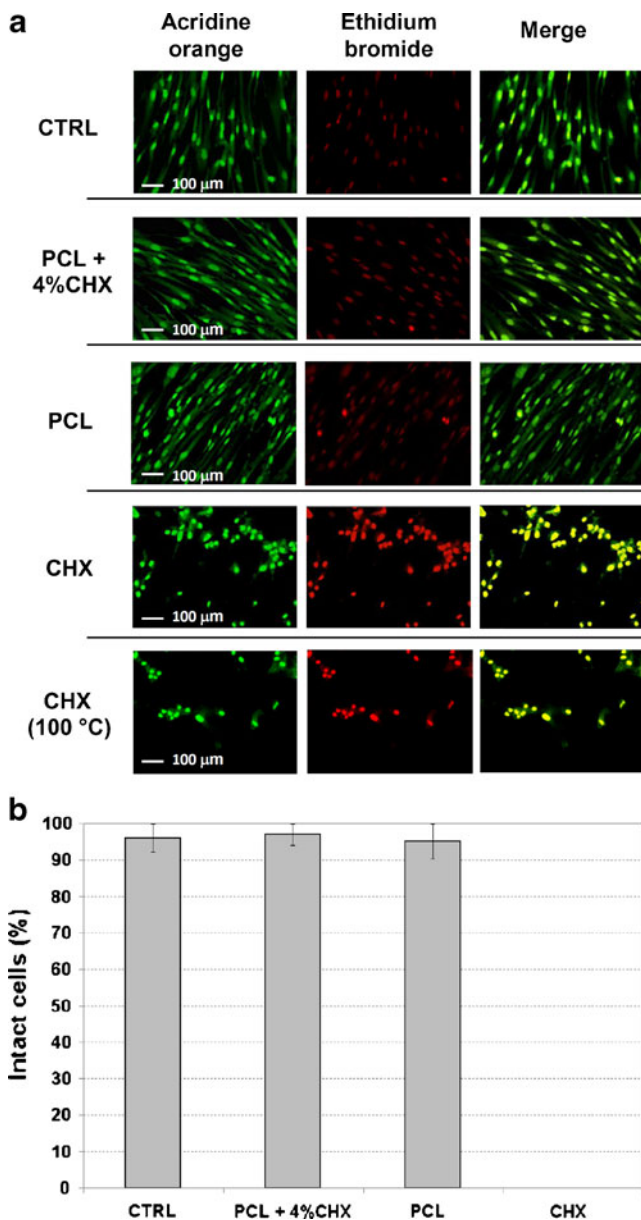 a
Acridine
orange
Ethidium
bromide
Merge
CTRL
100 µm
PCL +
4%CHX
100 µm
PCL
100 µm
CHX
100 µm
CHX
(100 °C)
100 µm
b
Intact cells (%)
100
90
80
70
60
50
40
30
20
10
0
CTRL
PCL + 4%CHX
PCL
CHX